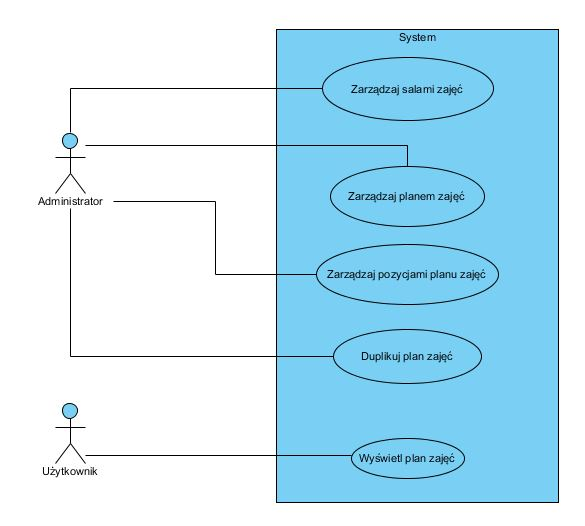 System
Zarządzaj salami zajęć
Administrator
Zarządzaj planem zajęć
Zarządzaj pozycjami planu zajęć
Duplikuj plan zajęć
Użytkownik
Wyświetl plan zajęć